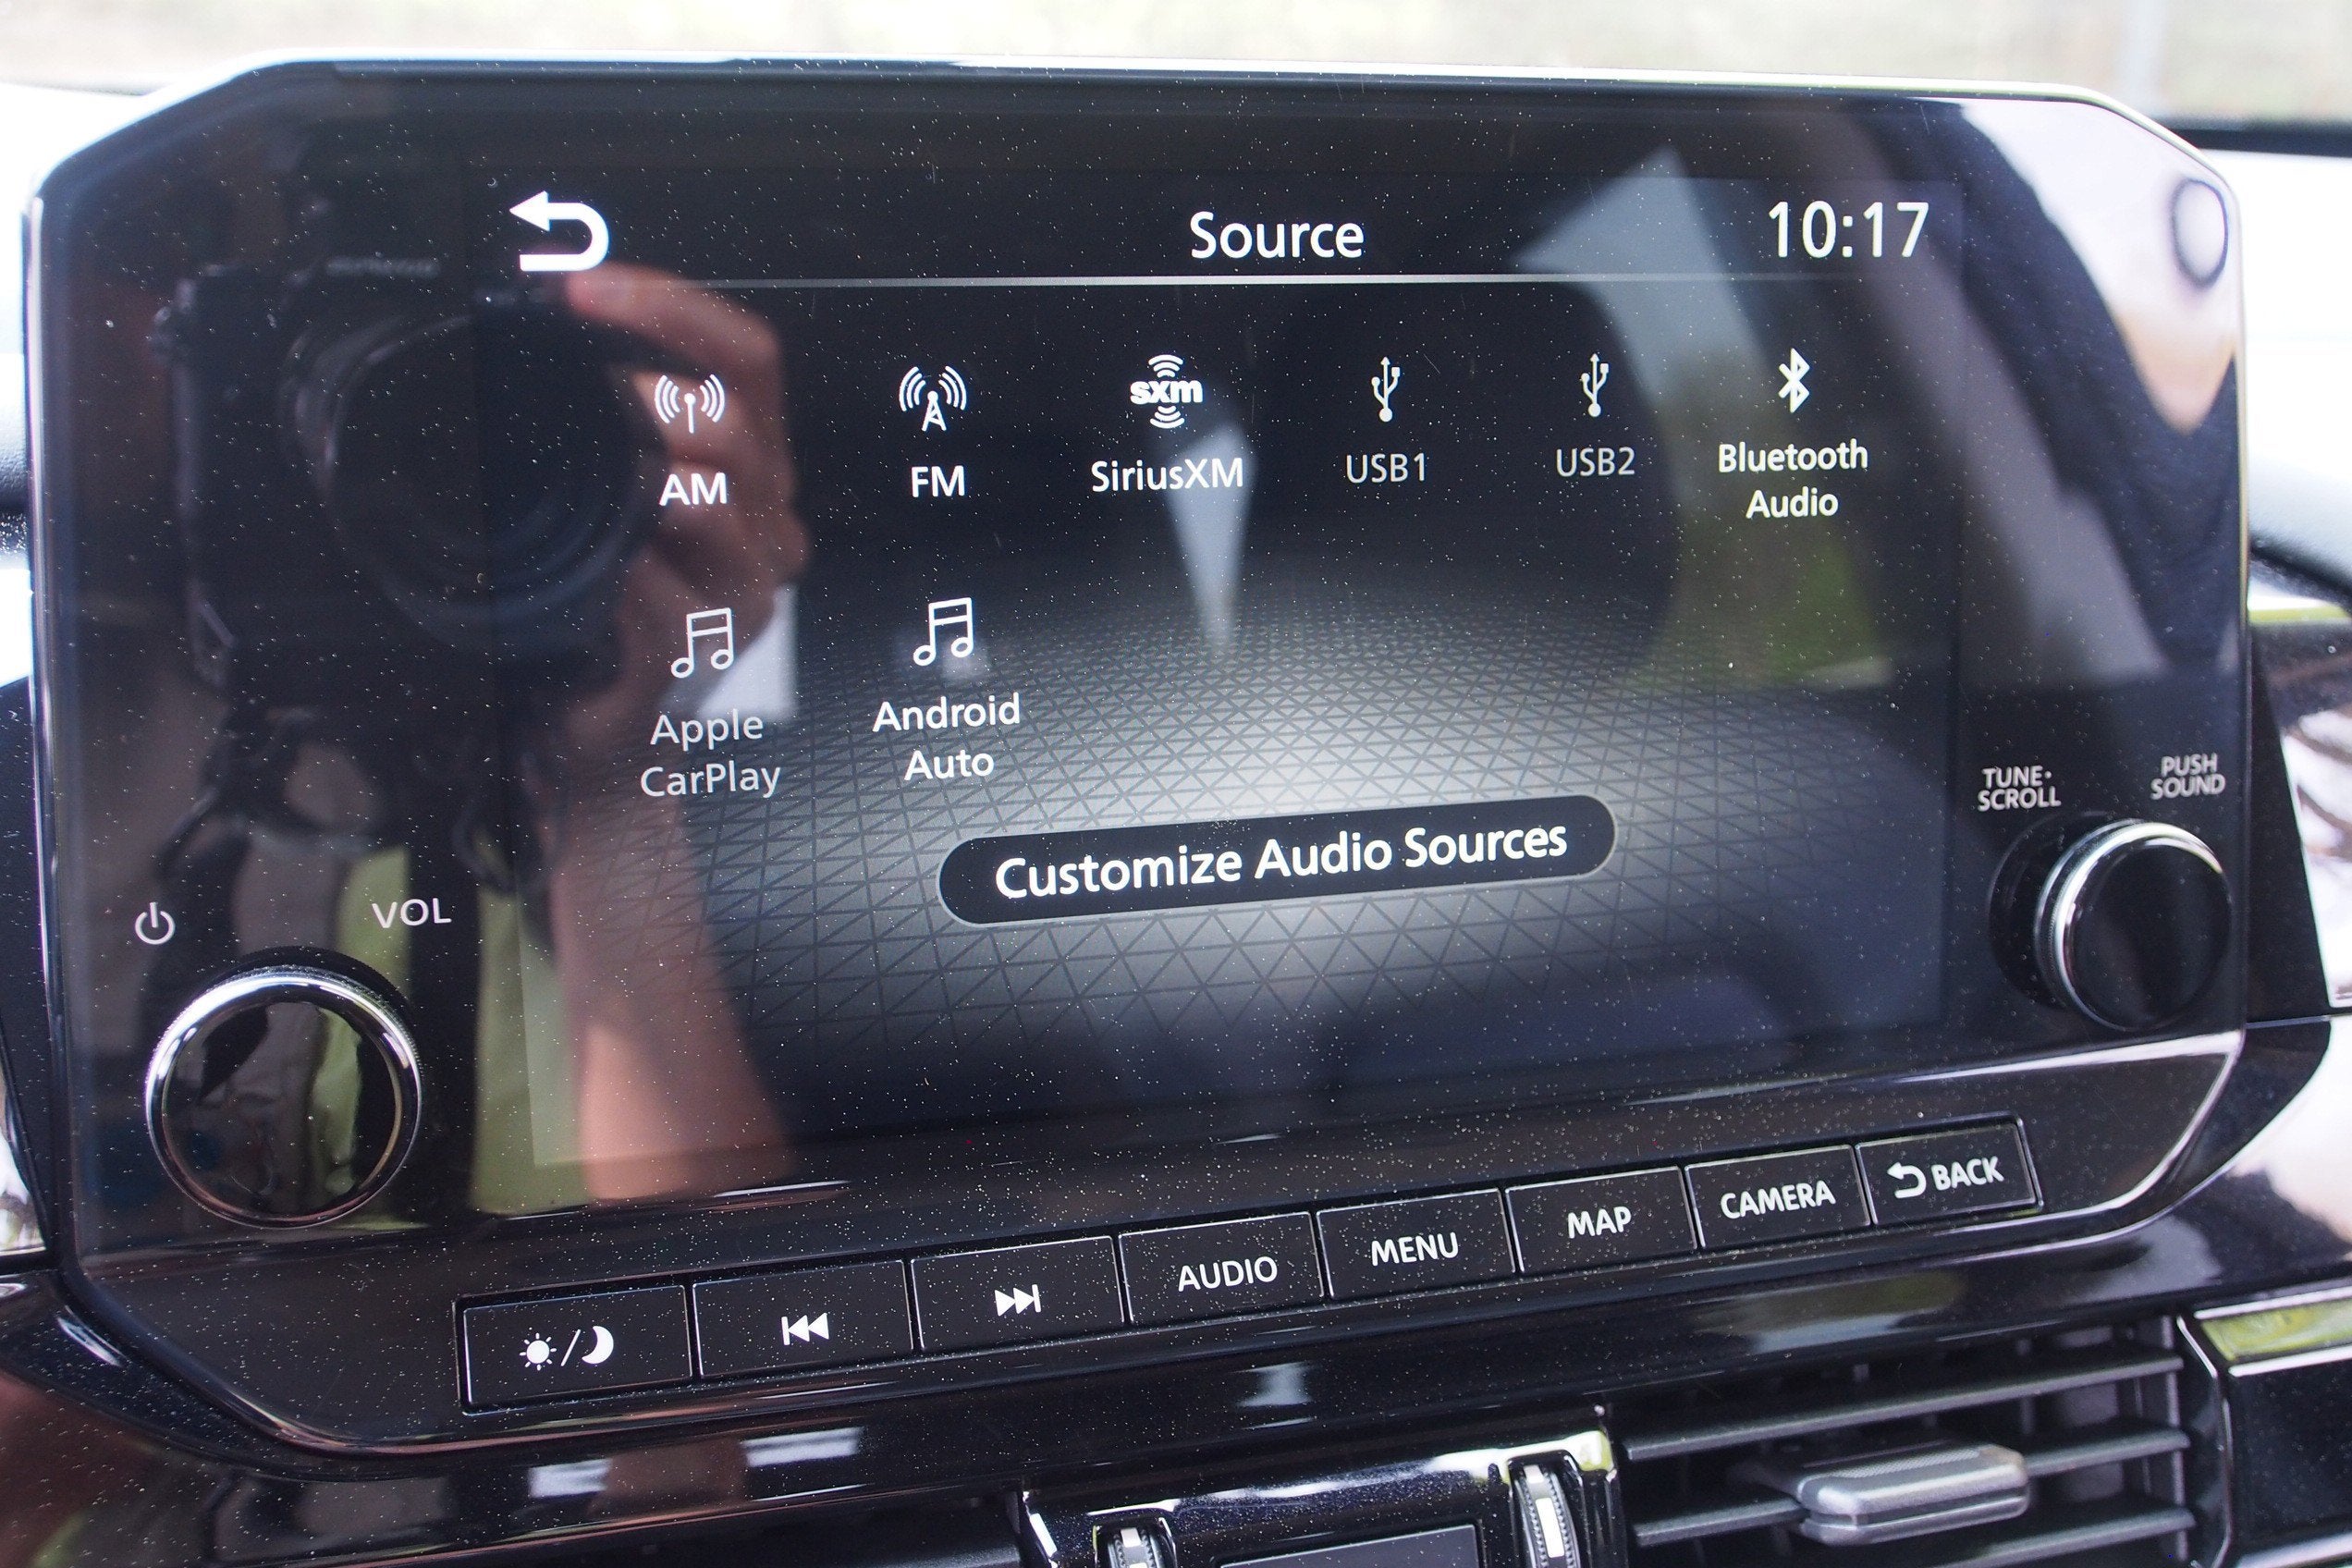 Source
10:17
AM
FM
sxm
SiriusXM
USB1
USB2
Bluetooth
Audio
Apple
CarPlay
Android
Auto
Customize Audio Sources
VOL
TUNE·
SCROLL
PUSH
SOUND
AUDIO
MENU
MAP
CAMERA
BACK